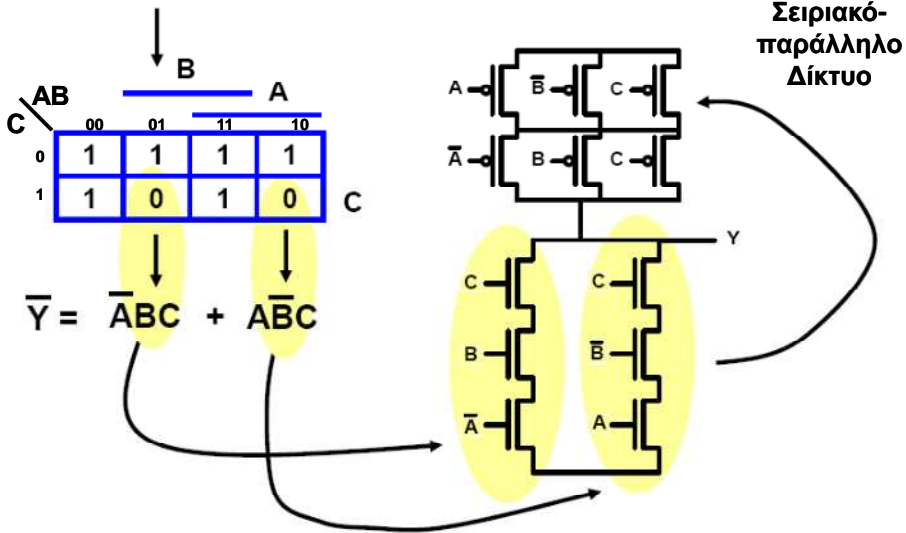 Σειριακό-
παράλληλο
Δίκτυο
B
A
AB
C
00 01 11 10
0 1 1 1 1
1 1 0 1 0
C
Y̅ = A̅BC + AB̅C
A B̅ C
A̅ B C
Y
C C
B B̅
A̅ A